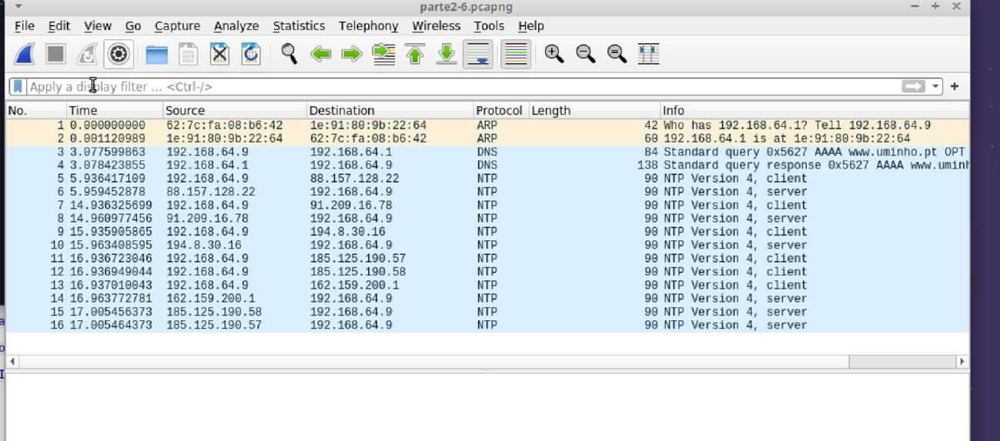 parte2-6.pcapng
File Edit View Go Capture Analyze Statistics Telephony Wireless Tools Help
Apply a display filter ... <Ctrl-/>
No. Time Source Destination Protocol Length Info
1 0.000000000 62:7c:fa:08:b6:42 1e:91:80:9b:22:64 ARP 42 Who has 192.168.64.1? Tell 192.168.64.9
2 0.001120989 1e:91:80:9b:22:64 62:7c:fa:08:b6:42 ARP 60 192.168.64.1 is at 1e:91:80:9b:22:64
3 3.077599863 192.168.64.9 192.168.64.1 DNS 84 Standard query 0x5627 AAAA www.uminho.pt OPT
4 3.078423855 192.168.64.1 192.168.64.9 DNS 138 Standard query response 0x5627 AAAA www.uminh
5 5.936417109 192.168.64.9 88.157.128.22 NTP 90 NTP Version 4, client
6 5.959452878 88.157.128.22 192.168.64.9 NTP 90 NTP Version 4, server
7 14.936325699 192.168.64.9 91.209.16.78 NTP 90 NTP Version 4, client
8 14.960977456 91.209.16.78 192.168.64.9 NTP 90 NTP Version 4, server
9 15.935905865 192.168.64.9 194.8.30.16 NTP 90 NTP Version 4, client
10 15.963408595 194.8.30.16 192.168.64.9 NTP 90 NTP Version 4, server
11 16.936723046 192.168.64.9 185.125.190.57 NTP 90 NTP Version 4, client
12 16.936949044 192.168.64.9 185.125.190.58 NTP 90 NTP Version 4, client
13 16.937010043 192.168.64.9 162.159.200.1 NTP 90 NTP Version 4, client
14 16.963772781 162.159.200.1 192.168.64.9 NTP 90 NTP Version 4, server
15 17.005456373 185.125.190.58 192.168.64.9 NTP 90 NTP Version 4, server
16 17.005464373 185.125.190.57 192.168.64.9 NTP 90 NTP Version 4, server